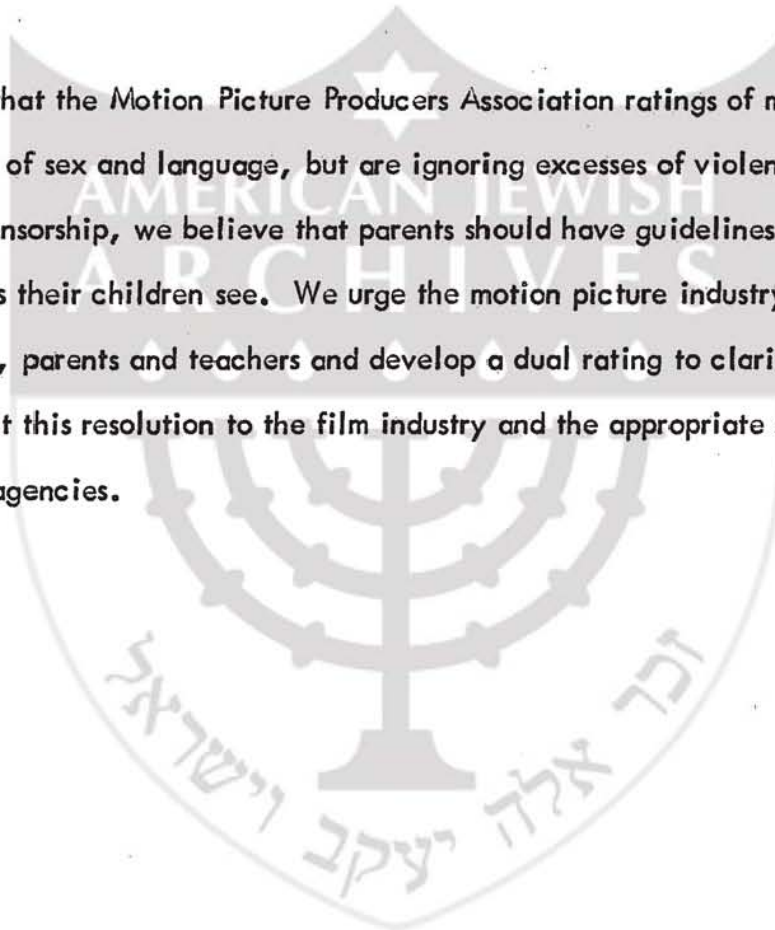 hat the Motion Picture Producers Association ratings of
of sex and language, but are ignoring excesses of violen
AMERICAN JEWISH
nsorship, we believe that parents should have guidelines
ARCHIVES
s their children see. We urge the motion picture industry
, parents and teachers and develop a dual rating to clari
t this resolution to the film industry and the appropriate
agencies.
זכר אלה יעקב וישראל